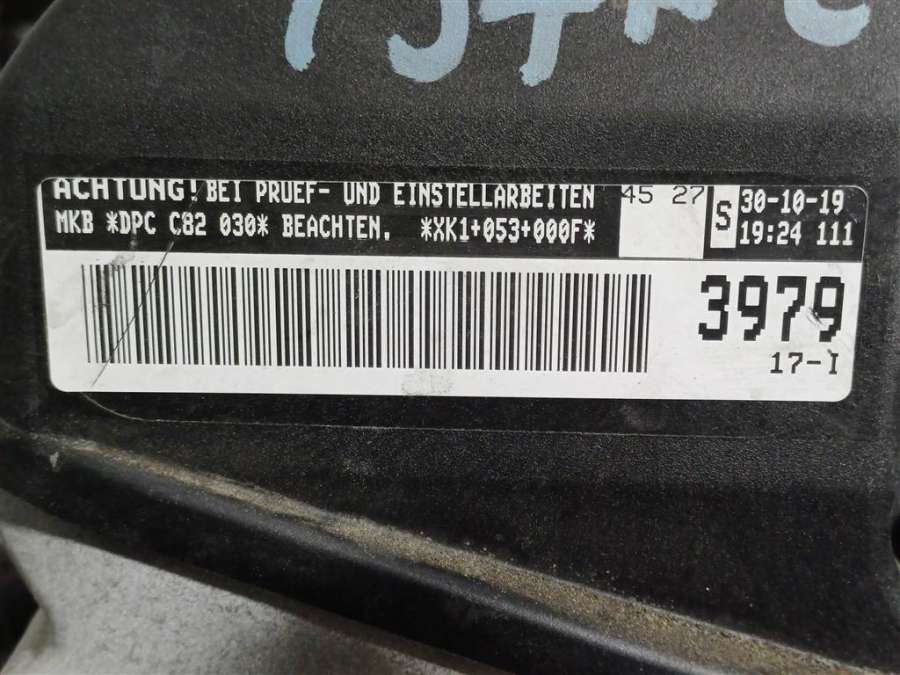 ACHTUNG! BEI PRUEF- UND EINSTELLARBEITEN
MKB *DPC C82 030* BEACHTEN. *XK1+053+000F*
45 27
S
30-10-19
19:24 111
3979
17-I